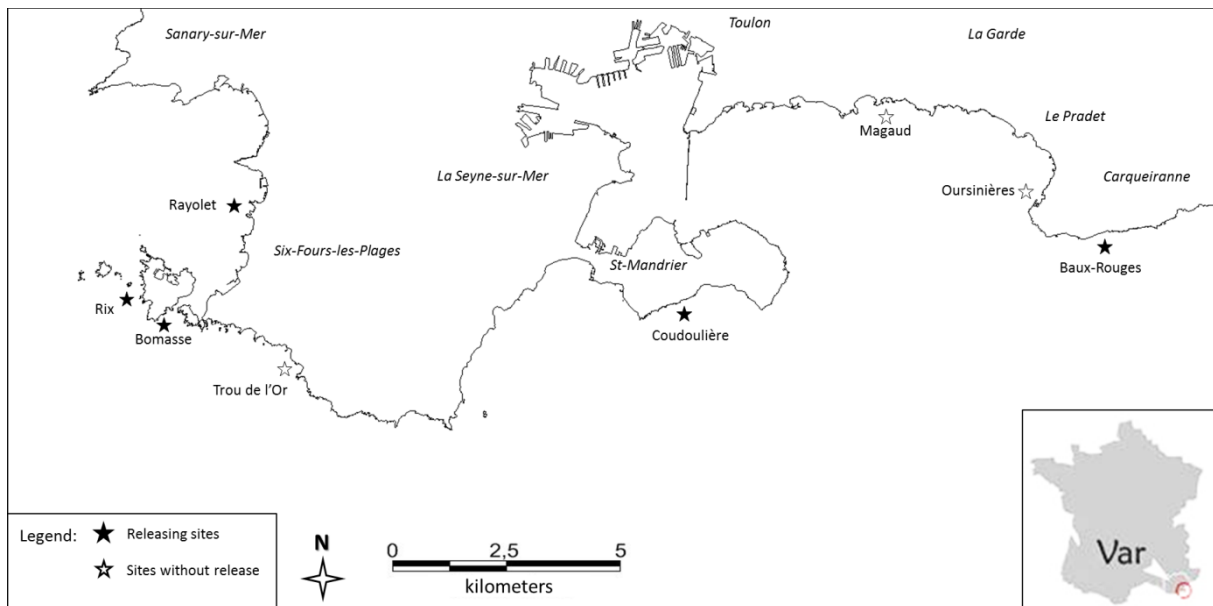 Sanary-sur-Mer
Toulon
La Garde
Le Pradet
Magaud
La Seyne-sur-Mer
Carqueiranne
Oursinières
Rayolet
Six-Fours-les-Plages
St-Mandrier
Baux-Rouges
Rix
Coudoulière
Bomasse
Trou de l'Or
Legend:
Releasing sites
Sites without release
N
0 2,5 5
kilometers
Var